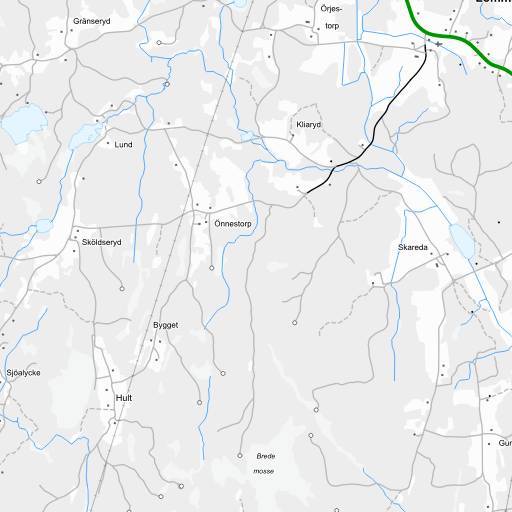 Gränseryd
Örjes-
torp
Kliaryd
Lund
Önnestorp
Sköldseryd
Skareda
Bygget
Sjöalycke
Hult
Brede
mosse